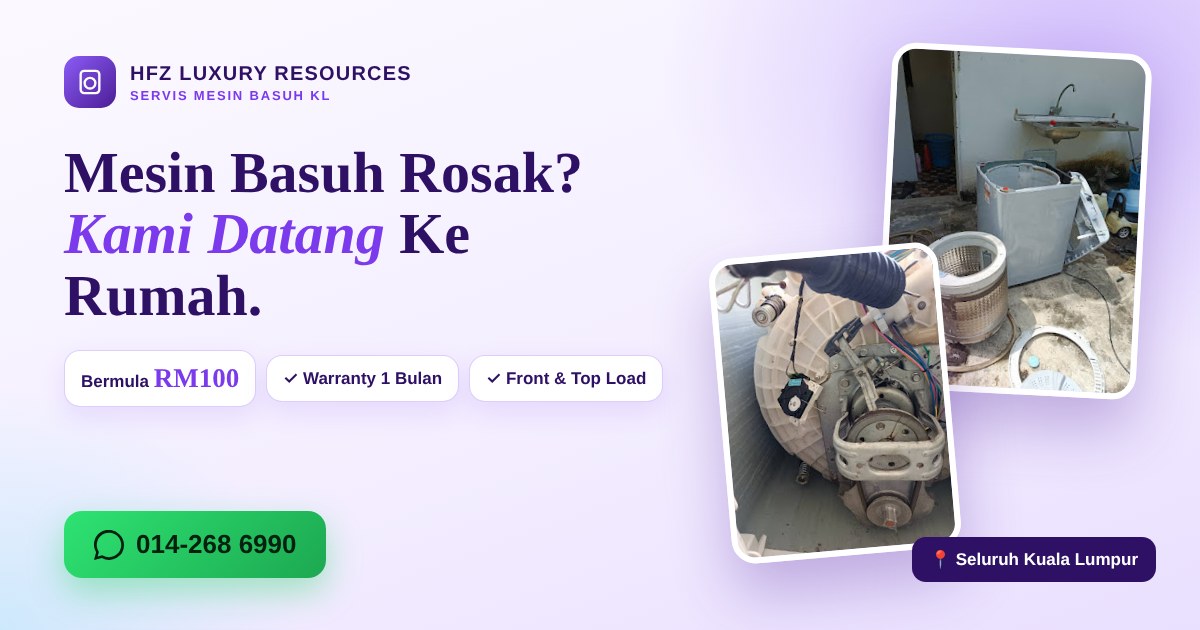 HFZ LUXURY RESOURCES
SERVIS MESIN BASUH KL
Mesin Basuh Rosak?
Kami Datang Ke
Rumah.
Bermula RM100
✓ Warranty 1 Bulan
✓ Front & Top Load
014-268 6990
📍 Seluruh Kuala Lumpur